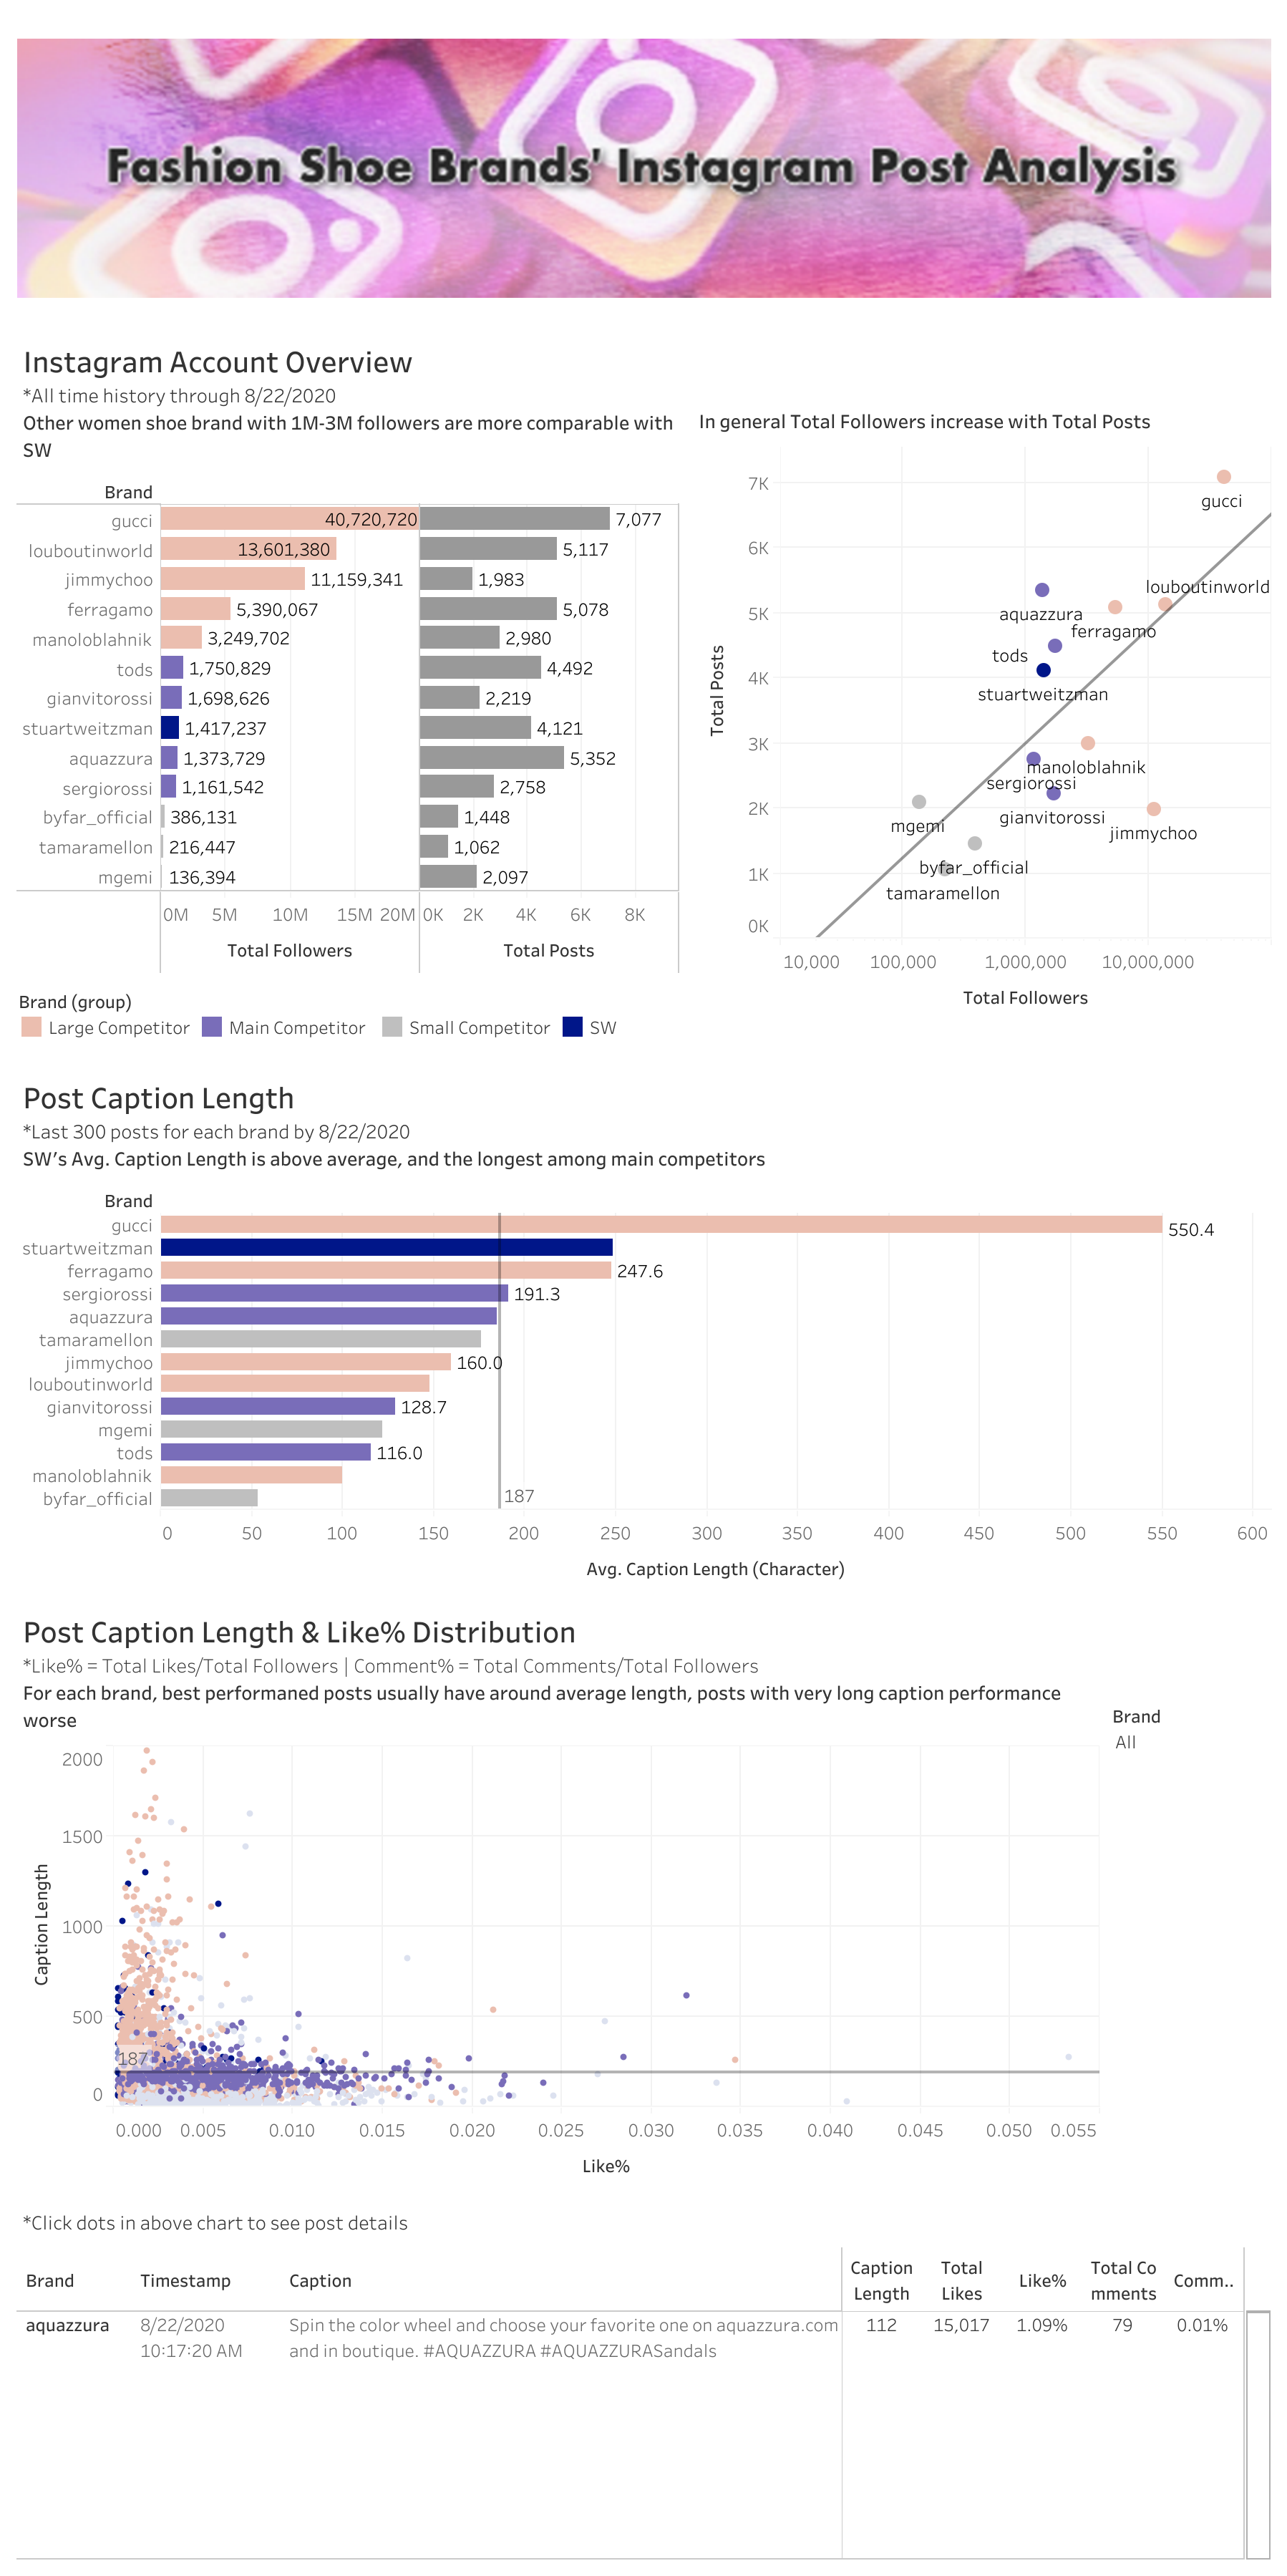 Fashion Shoe Brands' Instagram Post Analysis
Instagram Account Overview
*All time history through 8/22/2020
Other women shoe brand with 1M-3M followers are more comparable with
SW
Brand
gucci 40,720,720 7,077
louboutinworld 13,601,380 5,117
jimmychoo 11,159,341 1,983
ferragamo 5,390,067 5,078
manoloblahnik 3,249,702 2,980
tods 1,750,829 4,492
gianvitorossi 1,698,626 2,219
stuartweitzman 1,417,237 4,121
aquazzura 1,373,729 5,352
sergiorossi 1,161,542 2,758
byfar_official 386,131 1,448
tamaramellon 216,447 1,062
mgemi 136,394 2,097
0M 5M 10M 15M 20M 0K 2K 4K 6K 8K
Total Followers Total Posts
In general Total Followers increase with Total Posts
7K
gucci
6K
louboutinworld
5K
aquazzura
ferragamo
tods
4K
stuartweitzman
Total Posts
3K
manoloblahnik
sergiorossi
2K
gianvitorossi
mgemi
jimmychoo
1K
byfar_official
tamaramellon
0K
10,000 100,000 1,000,000 10,000,000
Total Followers
Brand (group)
Large Competitor Main Competitor Small Competitor SW
Post Caption Length
*Last 300 posts for each brand by 8/22/2020
SW's Avg. Caption Length is above average, and the longest among main competitors
Brand
gucci 550.4
stuartweitzman
ferragamo 247.6
sergiorossi 191.3
aquazzura
tamaramellon
jimmychoo 160.0
louboutinworld
gianvitorossi 128.7
mgemi
tods 116.0
manoloblahnik
byfar_official 187
0 50 100 150 200 250 300 350 400 450 500 550 600
Avg. Caption Length (Character)
Post Caption Length & Like% Distribution
*Like% = Total Likes/Total Followers | Comment% = Total Comments/Total Followers
For each brand, best performaned posts usually have around average length, posts with very long caption performance
worse
Brand
All
2000
1500
1000
500
187
0
Caption Length
0.000 0.005 0.010 0.015 0.020 0.025 0.030 0.035 0.040 0.045 0.050 0.055
Like%
*Click dots in above chart to see post details
Brand Timestamp Caption Caption Length Total Likes Like% Total Co mments Comm..
aquazzura 8/22/2020 Spin the color wheel and choose your favorite one on aquazzura.com 112 15,017 1.09% 79 0.01%
10:17:20 AM and in boutique. #AQUAZZURA #AQUAZZURASandals